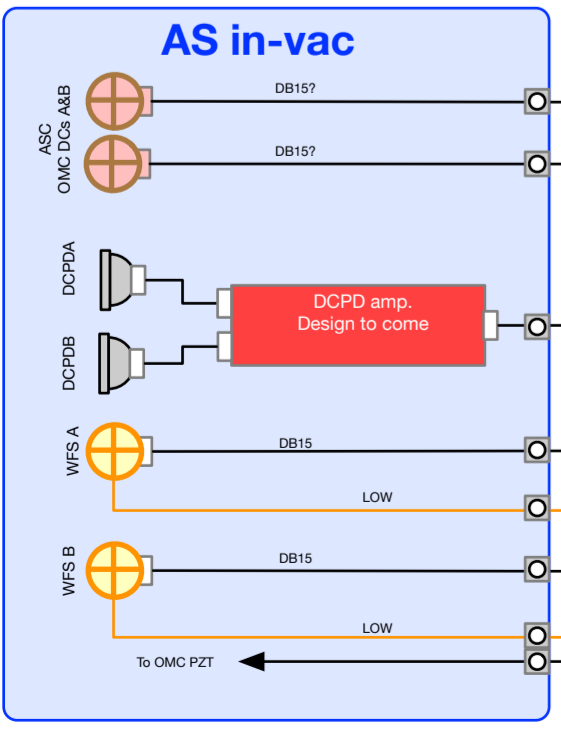 AS in-vac
DB15?
ASC
OMC DCs A&B
DB15?
DCPDA
DCPD amp.
Design to come
DCPDB
WFS A
DB15
LOW
WFS B
DB15
LOW
To OMC PZT